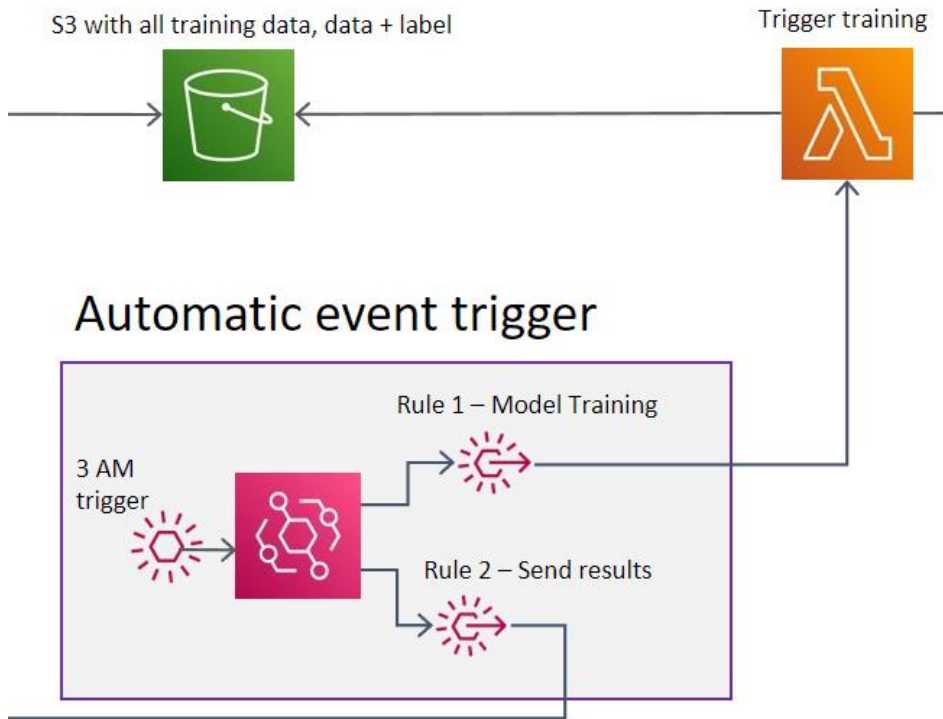 S3 with all training data, data + label
Trigger training
Automatic event trigger
Rule 1 – Model Training
3 AM
trigger
Rule 2 – Send results